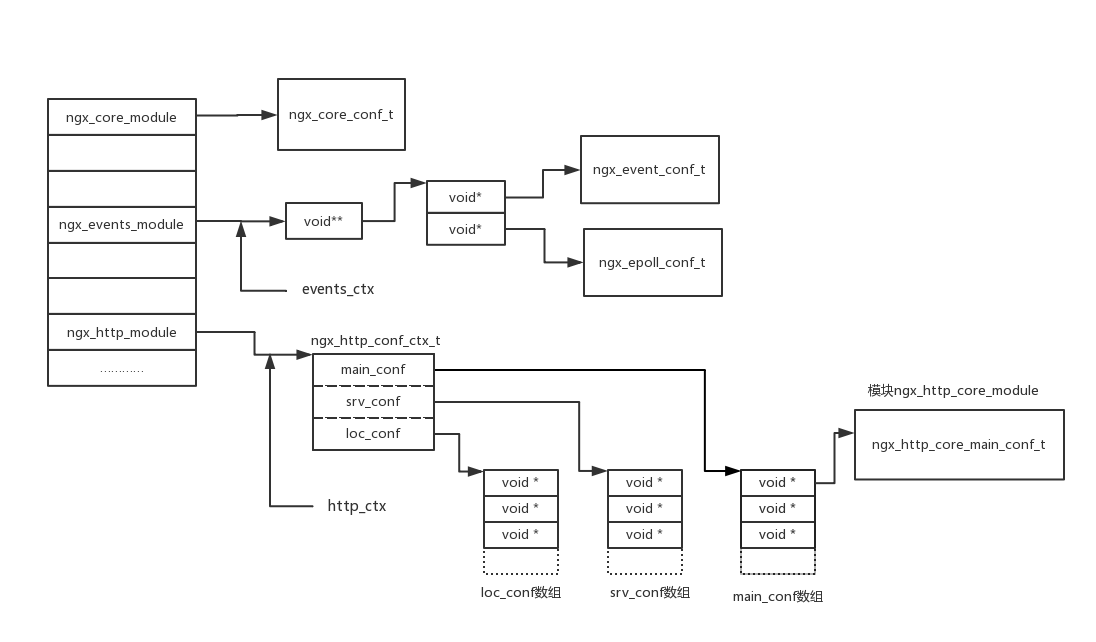 ngx_core_module
ngx_core_conf_t
ngx_events_module
void**
void*
void*
ngx_event_conf_t
ngx_epoll_conf_t
events_ctx
ngx_http_module
…………
ngx_http_conf_ctx_t
main_conf
srv_conf
loc_conf
模块ngx_http_core_module
ngx_http_core_main_conf_t
http_ctx
void *
void *
void *
loc_conf数组
void *
void *
void *
srv_conf数组
void *
void *
void *
main_conf数组